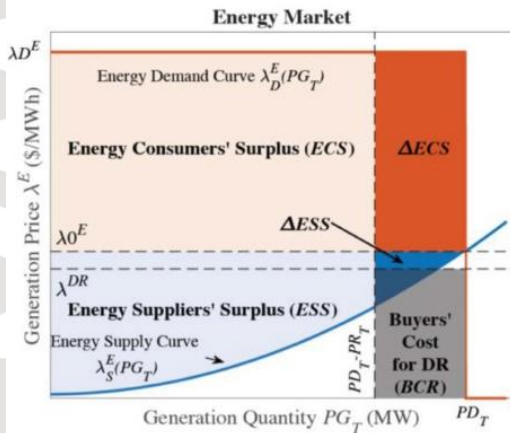 Energy Market
λD^E
Energy Demand Curve λ_D^E(PG_T)
Energy Consumers' Surplus (ECS)
ΔECS
Generation Price λ^E ($/MWh)
λ0^E
ΔESS
λ^DR
Energy Suppliers' Surplus (ESS)
Energy Supply Curve
λ_S^E(PG_T)
PD_T-PR_T
Buyers'
Cost
for DR
(BCR)
Generation Quantity PG_T (MW)
PD_T